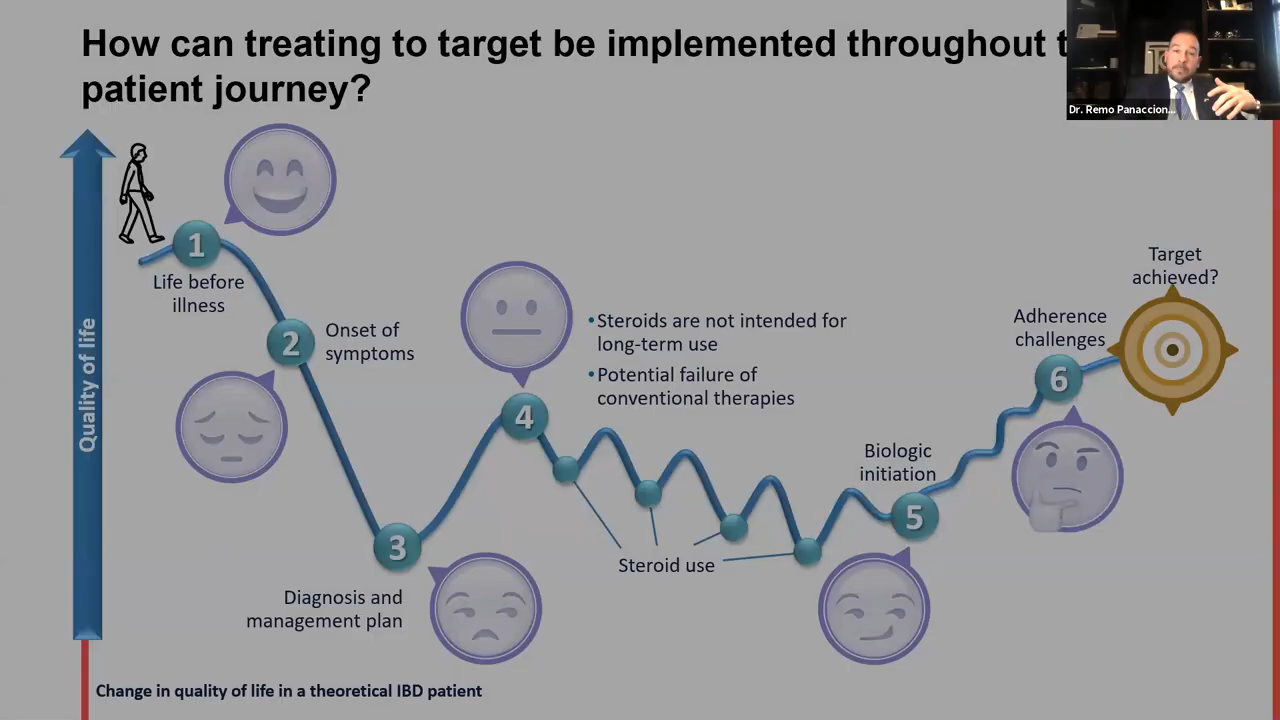 How can treating to target be implemented throughout t
patient journey?
Dr. Remo Panaccion...
Quality of life
1
Life before
illness
2
Onset of
symptoms
3
Diagnosis and
management plan
4
•Steroids are not intended for
long-term use
•Potential failure of
conventional therapies
Steroid use
Biologic
initiation
5
Adherence
challenges
6
Target
achieved?
Change in quality of life in a theoretical IBD patient